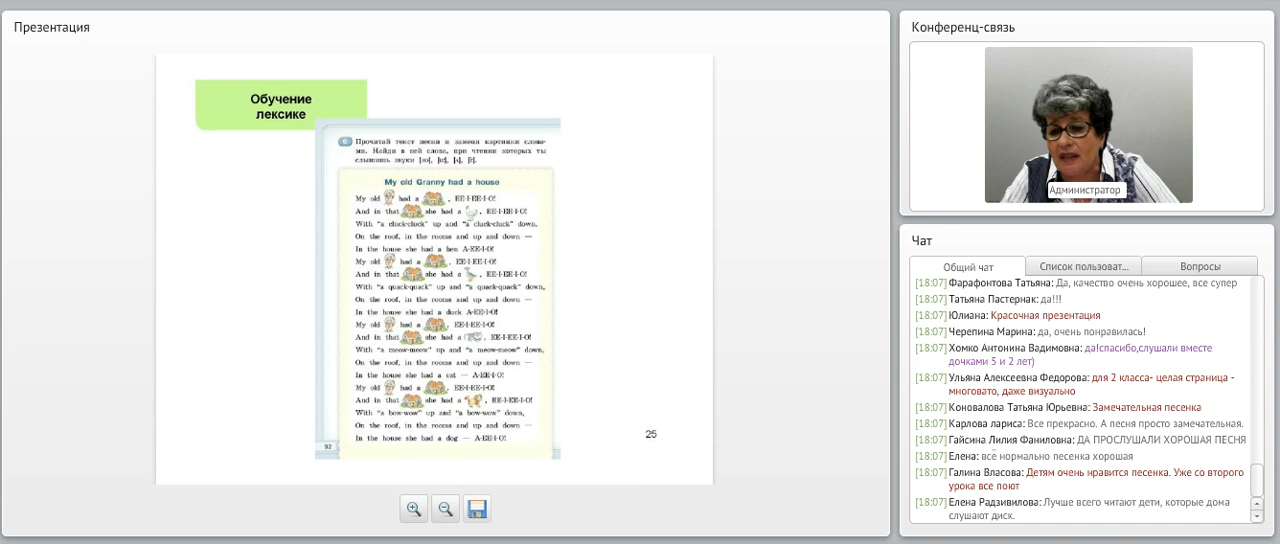 Презентация
Обучение
лексике
Прочитай текст песни и замени картинки слова-
ми. Найди в ней слова, при чтении которых ты
слышишь звуки
My old Granny had a house
My old had a , EE-I-EE-I-O!
And in that she had a , EE-I-EE-I-O!
With "a cluck-cluck" up and "a cluck-cluck" down,
On the roof, in the rooms and up and down —
In the house she had a hen A-EE-I-O!
My old had a , EE-I-EE-I-O!
And in that she had a , EE-I-EE-I-O!
With "a quack-quack" up and "a quack-quack" down,
On the roof, in the rooms and up and down —
In the house she had a duck A-EE-I-O!
My old had a , EE-I-EE-I-O!
And in that she had a , EE-I-EE-I-O!
With "a meow-meow" up and "a meow-meow" down,
On the roof, in the rooms and up and down —
In the house she had a cat — A-EE-I-O!
My old had a , EE-I-EE-I-O!
And in that she had a , EE-I-EE-I-O!
With "a bow-wow" up and "a bow-wow" down,
On the roof, in the rooms and up and down —
In the house she had a dog — A-EE-I-O!
92
25
Конференц-связь
Администратор
Чат
Общий чат
Список пользоват...
Вопросы
[18:07] Фарафонтова Татьяна: Да, качество очень хорошее, все супер
[18:07] Татьяна Пастернак: да!!!
[18:07] Юлиана: Красочная презентация
[18:07] Черепина Марина: да, очень понравилась!
[18:07] Хомко Антонина Вадимовна: да!спасибо,слушали вместе
дочками 5 и 2 лет)
[18:07] Ульяна Алексеевна Федорова: для 2 класса- целая страница -
многовато, даже визуально
[18:07] Коновалова Татьяна Юрьевна: Замечательная песенка
[18:07] Карлова лариса: Все прекрасно. А песня просто замечательная.
[18:07] Гайсина Лилия Фаниловна: ДА ПРОСЛУШАЛИ ХОРОШАЯ ПЕСНЯ
[18:07] Елена: всё нормально песенка хорошая
[18:07] Галина Власова: Детям очень нравится песенка. Уже со второго
урока все поют
[18:07] Елена Радзивилова: Лучше всего читают дети, которые дома
слушают диск.